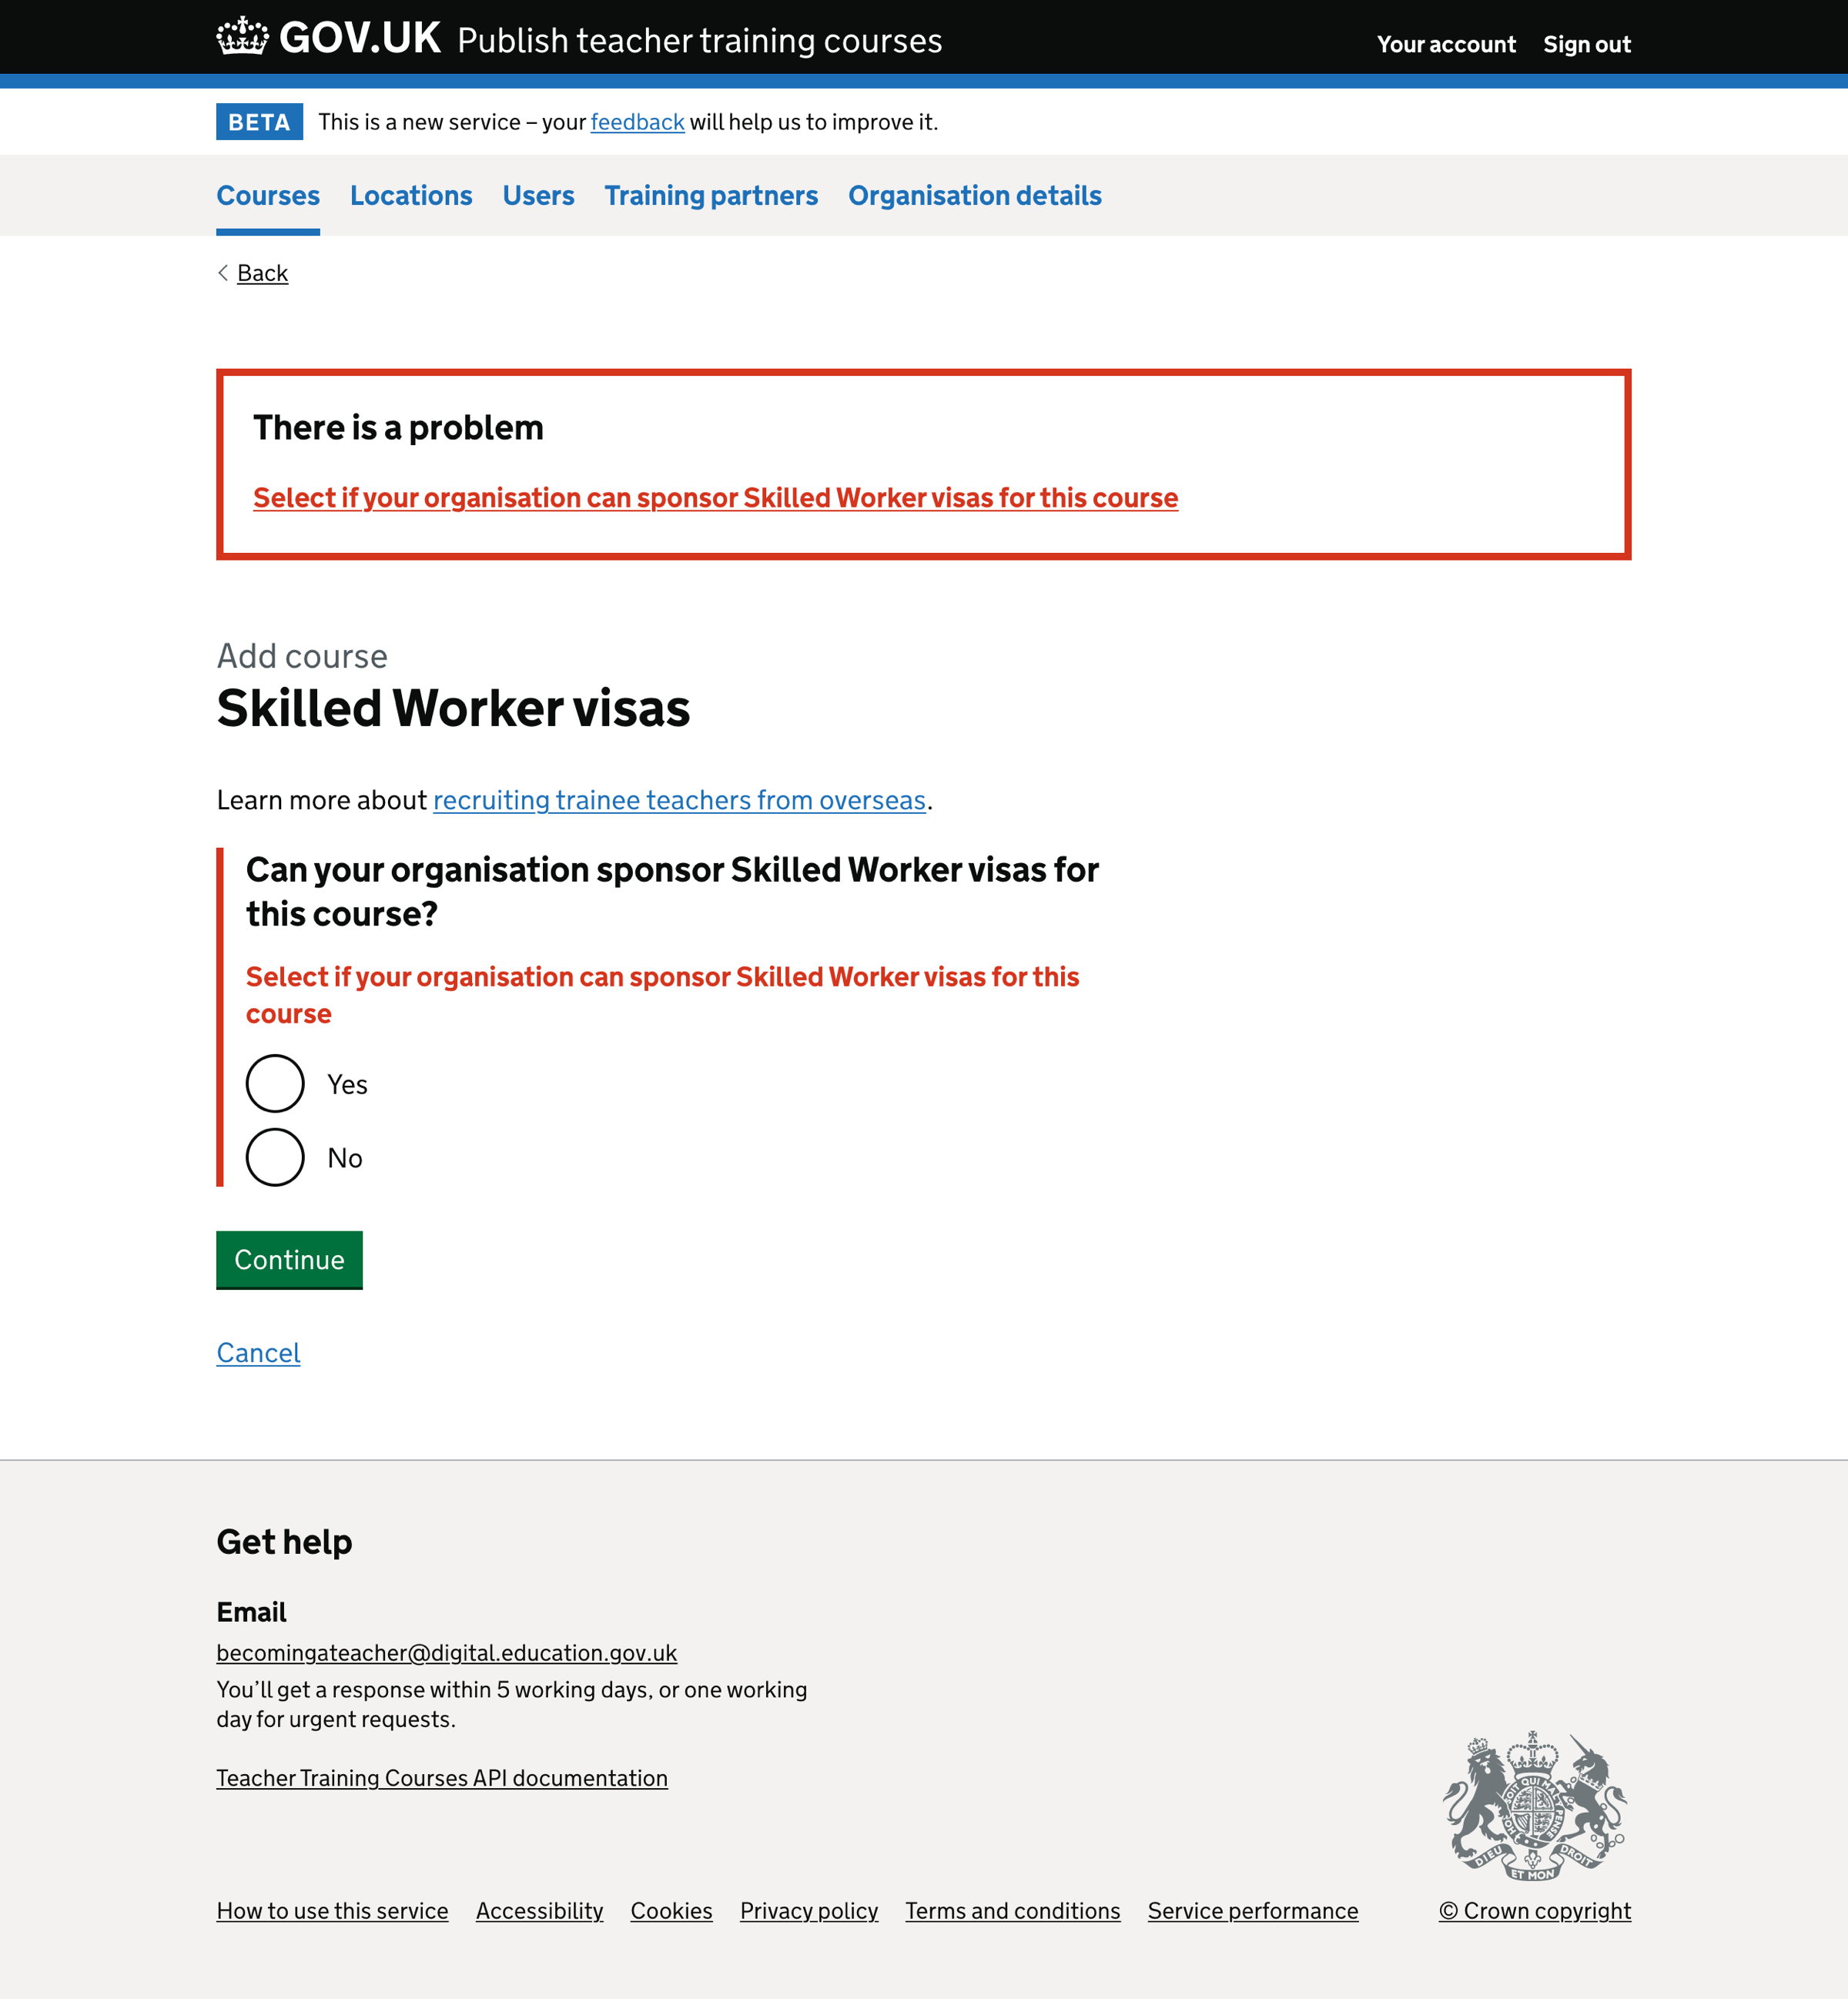 GOV.UK Publish teacher training courses
Your account Sign out
BETA This is a new service – your feedback will help us to improve it.
Courses Locations Users Training partners Organisation details
Back
There is a problem
Select if your organisation can sponsor Skilled Worker visas for this course
Add course
Skilled Worker visas
Learn more about recruiting trainee teachers from overseas.
Can your organisation sponsor Skilled Worker visas for
this course?
Select if your organisation can sponsor Skilled Worker visas for this
course
Yes
No
Continue
Cancel
Get help
Email
becomingateacher@digital.education.gov.uk
You’ll get a response within 5 working days, or one working
day for urgent requests.
Teacher Training Courses API documentation
SOIT QUI MAL PENSE
DIEU ET MON DROIT
How to use this service Accessibility Cookies Privacy policy Terms and conditions Service performance © Crown copyright